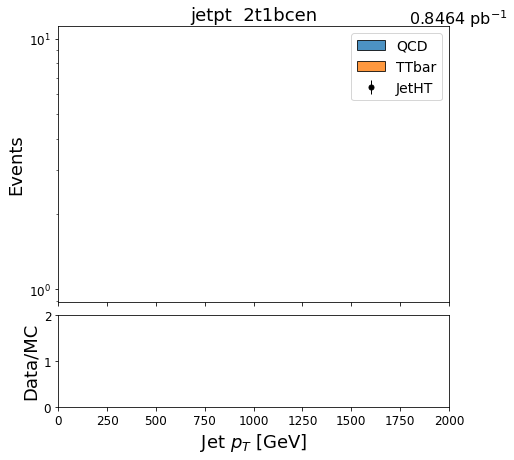 jetpt 2t1bcen
0.8464 pb⁻¹
QCD
TTbar
JetHT
Events
10¹
10⁰
Data/MC
2
1
0
0 250 500 750 1000 1250 1500 1750 2000
Jet p_T [GeV]